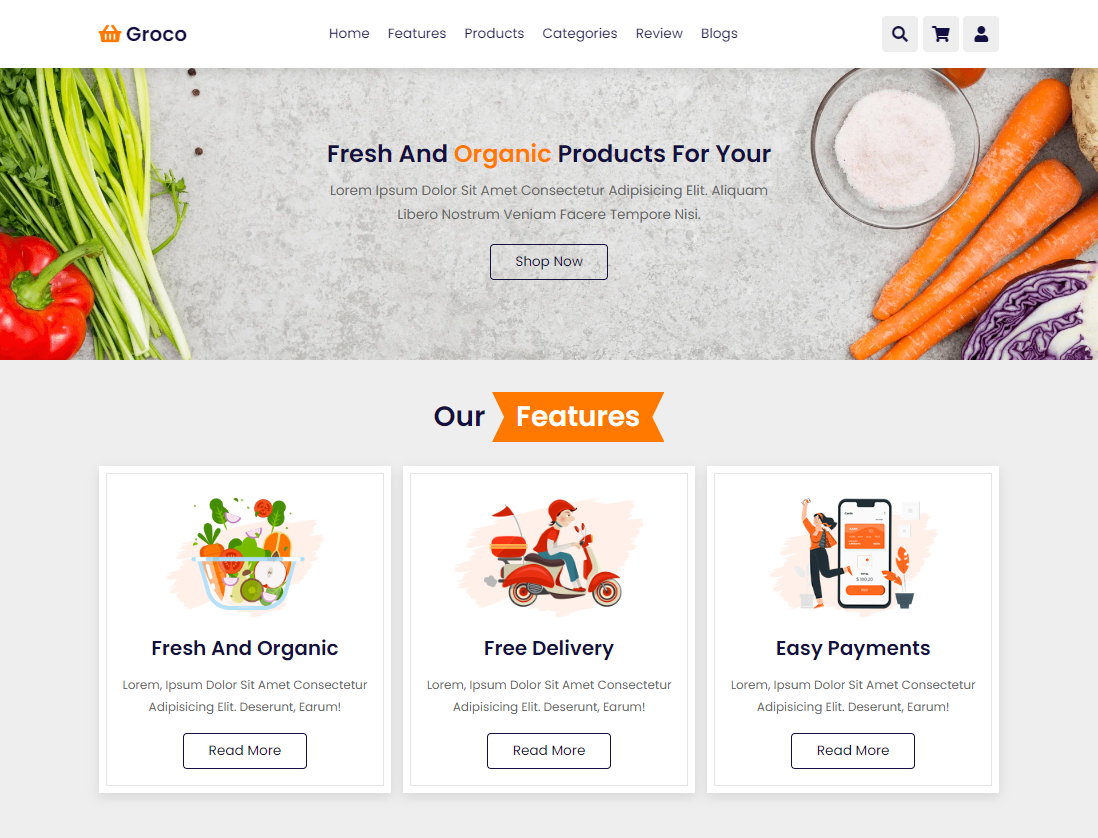 Groco
Home Features Products Categories Review Blogs
Fresh And Organic Products For Your
Lorem Ipsum Dolor Sit Amet Consectetur Adipisicing Elit. Aliquam
Libero Nostrum Veniam Facere Tempore Nisi.
Shop Now
Our Features
Fresh And Organic
Lorem, Ipsum Dolor Sit Amet Consectetur
Adipisicing Elit. Deserunt, Earum!
Read More
Free Delivery
Lorem, Ipsum Dolor Sit Amet Consectetur
Adipisicing Elit. Deserunt, Earum!
Read More
Easy Payments
Lorem, Ipsum Dolor Sit Amet Consectetur
Adipisicing Elit. Deserunt, Earum!
Read More